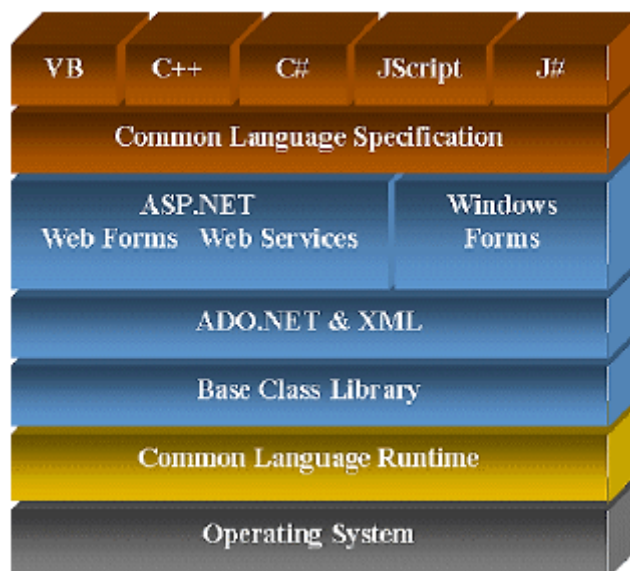 VB C++ C# JScript J#
Common Language Specification
ASP.NET Windows
Web Forms Web Services Forms
ADO.NET & XML
Base Class Library
Common Language Runtime
Operating System